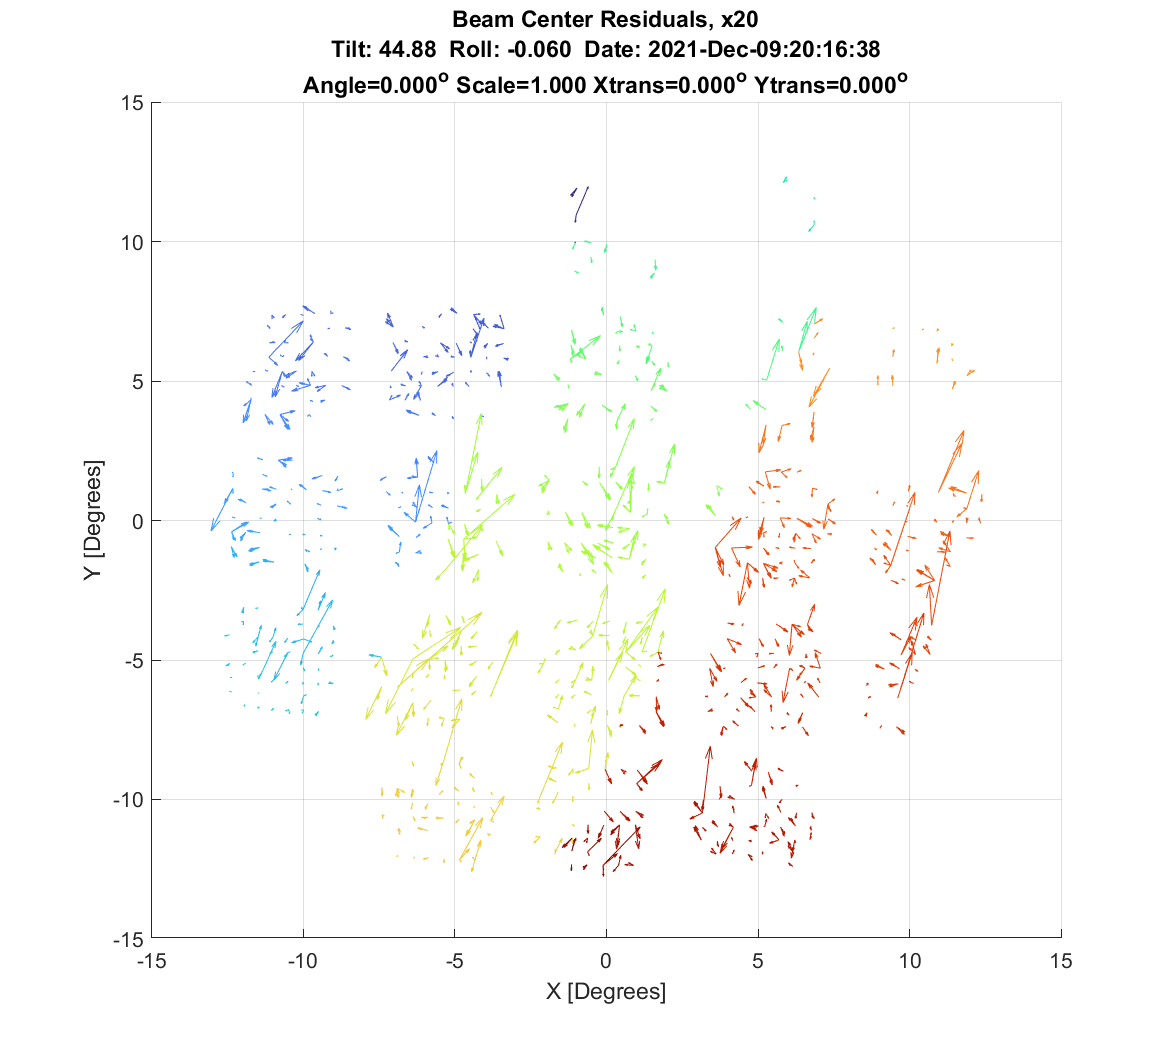 Beam Center Residuals, x20
Tilt: 44.88 Roll: -0.060 Date: 2021-Dec-09:20:16:38
Angle=0.000° Scale=1.000 Xtrans=0.000° Ytrans=0.000°
15
10
5
0
-5
-10
-15
Y [Degrees]
-15 -10 -5 0 5 10 15
X [Degrees]